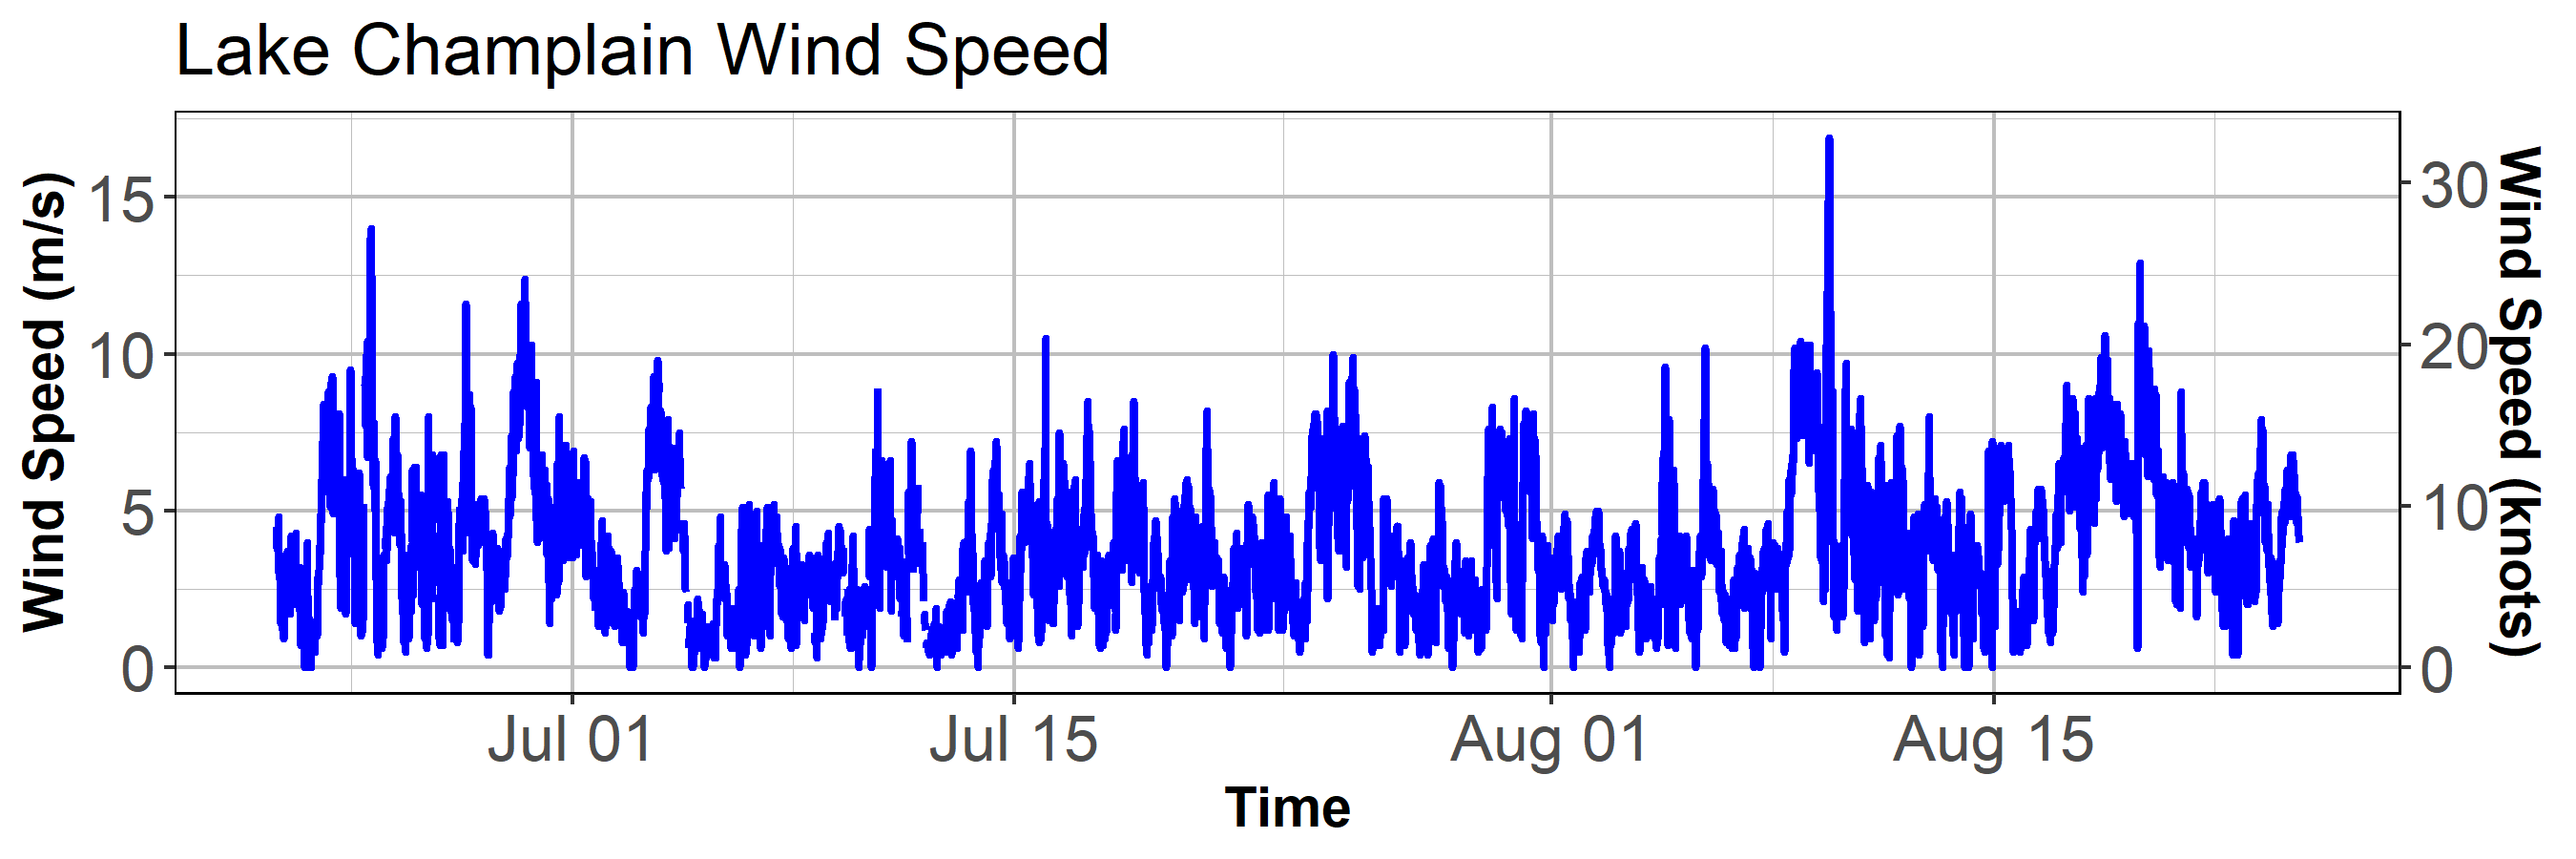 Lake Champlain Wind Speed
Wind Speed (m/s)
15
10
5
0
30
20
10
0
Wind Speed (knots)
Jul 01
Jul 15
Aug 01
Aug 15
Time